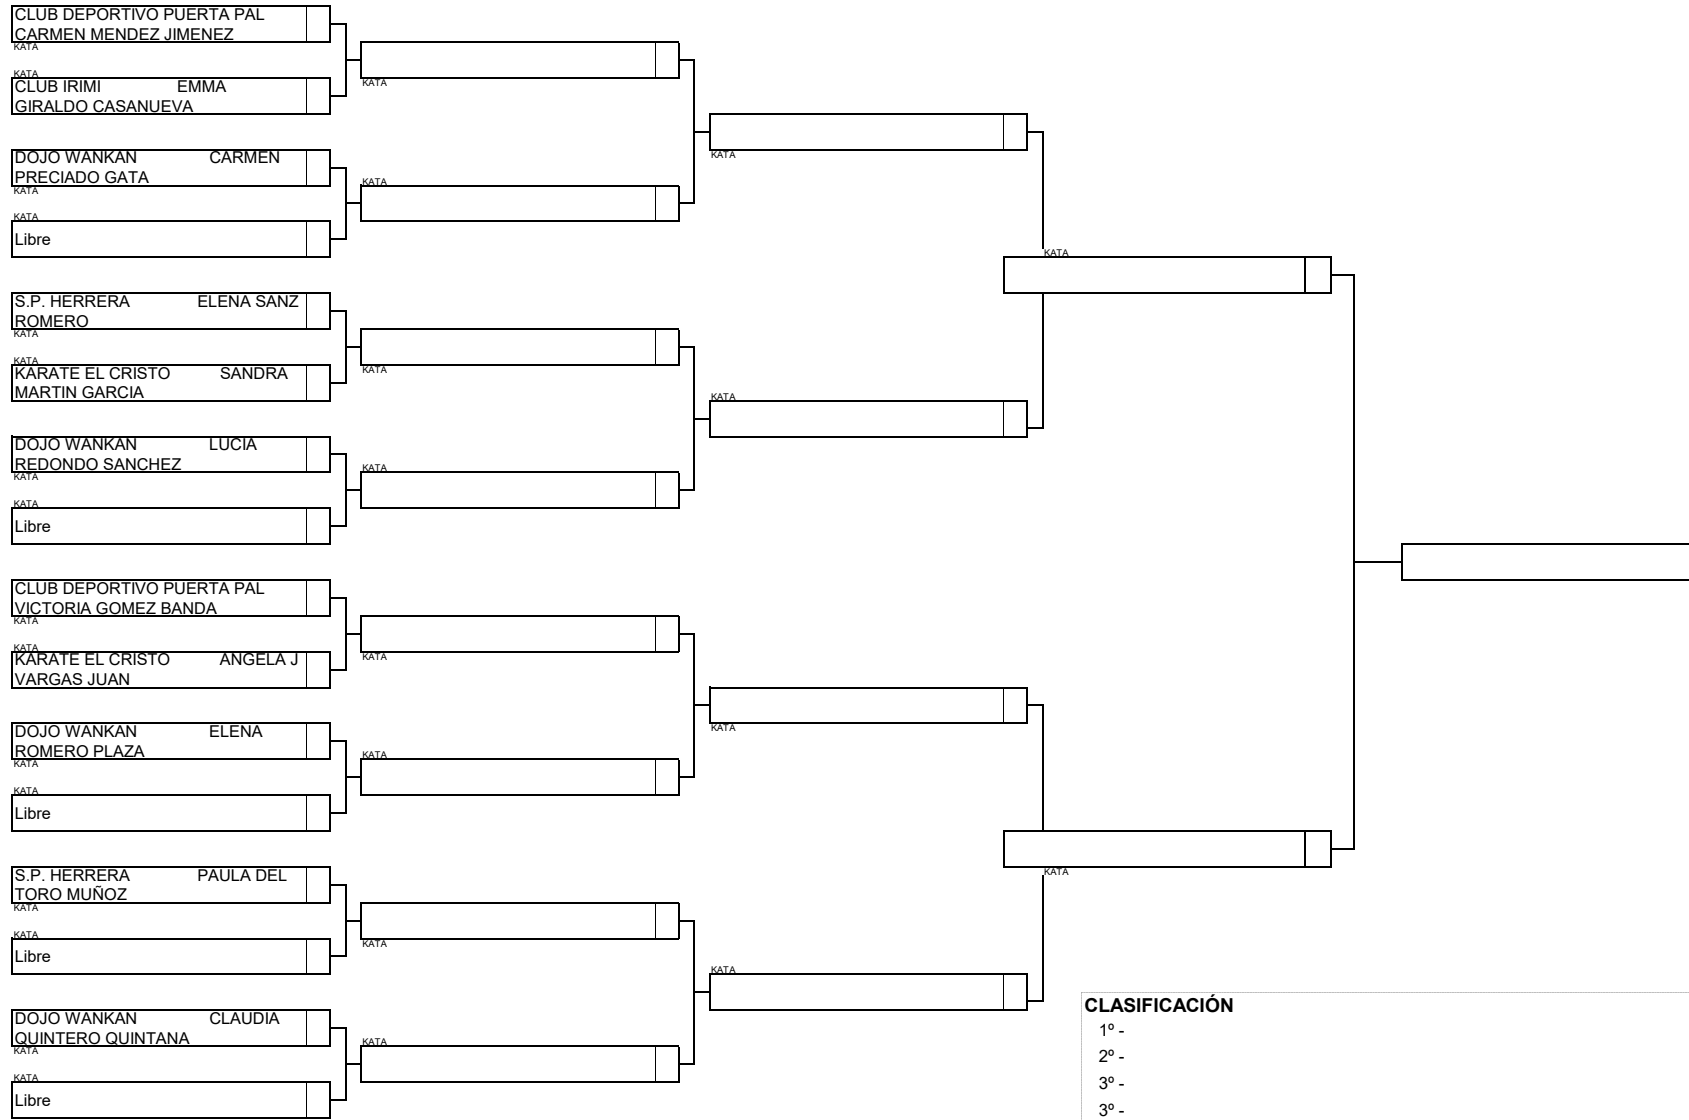 CLUB DEPORTIVO PUERTA PAL
CARMEN MENDEZ JIMENEZ
KATA
KATA
CLUB IRIMI EMMA
GIRALDO CASANUEVA
DOJO WANKAN CARMEN
PRECIADO GATA
KATA
KATA
Libre
S.P. HERRERA ELENA SANZ
ROMERO
KATA
KATA
KARATE EL CRISTO SANDRA
MARTIN GARCIA
DOJO WANKAN LUCIA
REDONDO SANCHEZ
KATA
KATA
Libre
CLUB DEPORTIVO PUERTA PAL
VICTORIA GOMEZ BANDA
KATA
KATA
KARATE EL CRISTO ANGELA J
VARGAS JUAN
DOJO WANKAN ELENA
ROMERO PLAZA
KATA
KATA
Libre
S.P. HERRERA PAULA DEL
TORO MUÑOZ
KATA
KATA
Libre
DOJO WANKAN CLAUDIA
QUINTERO QUINTANA
KATA
KATA
Libre
KATA
KATA
KATA
KATA
KATA
KATA
KATA
KATA
KATA
KATA
KATA
KATA
KATA
KATA
CLASIFICACIÓN
1º -
2º -
3º -
3º -